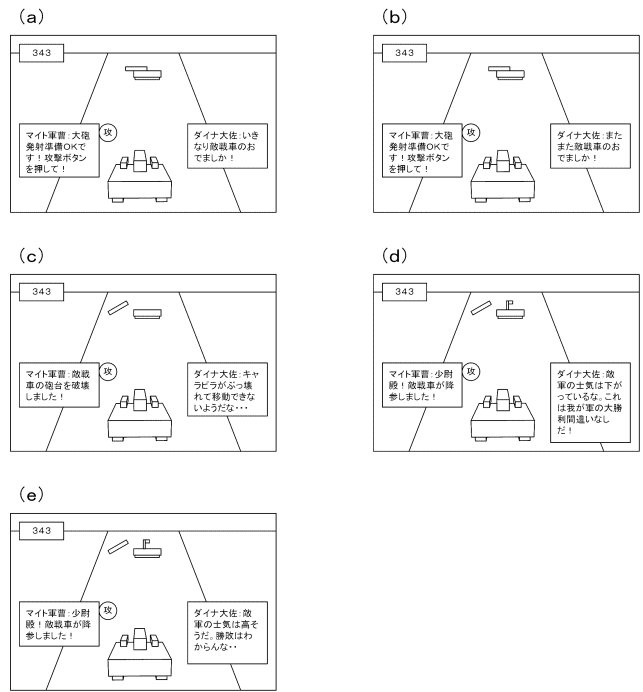 (a)
343
マイト軍曹：大砲
発射準備OKで
す！攻撃ボタン
を押して！
攻
ダイナ大佐：いき
なり敵戦車のお
でましか！
(b)
343
マイト軍曹：大砲
発射準備OKで
す！攻撃ボタン
を押して！
攻
ダイナ大佐：また
また敵戦車のお
でましか！
(c)
343
マイト軍曹：敵戦
車の砲台を破壊
しました！
攻
ダイナ大佐：キャ
タピラがぶっ壊
れて移動できな
いようだな・・・
(d)
343
マイト軍曹：少尉
殿！敵戦車が降
参しました！
攻
ダイナ大佐：敵
軍の士気は下が
っているな。これ
は我が軍の大勝
利間違いなし
だ！
(e)
343
マイト軍曹：少尉
殿！敵戦車が降
参しました！
攻
ダイナ大佐：敵
軍の士気は高そ
うだ。勝敗はわ
からんな・・